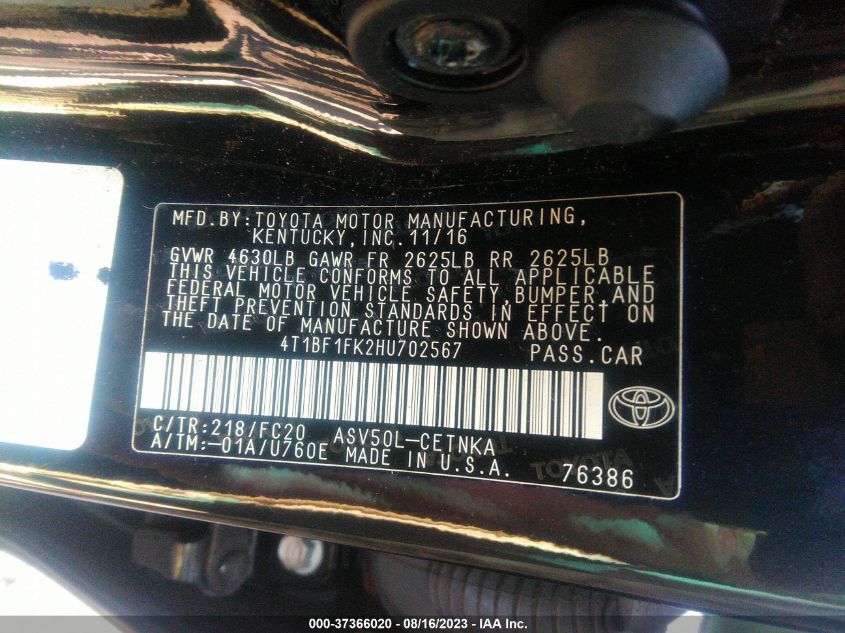 MFD.BY:TOYOTA MOTOR MANUFACTURING,
KENTUCKY, INC. 11/16
GVWR 4630LB GAWR FR 2625LB RR 2625LB
THIS VEHICLE CONFORMS TO ALL APPLICABLE
FEDERAL MOTOR VEHICLE SAFETY, BUMPER, AND
THEFT PREVENTION STANDARDS IN EFFECT ON
THE DATE OF MANUFACTURE SHOWN ABOVE.
4T1BF1FK2HU702567 PASS.CAR
C/TR:218/FC20 ASV50L-CETNKA
A/TM:-01A/U760E MADE IN U.S.A. 76386
TOYOTA
000-37366020 - 08/16/2023 - IAA Inc.